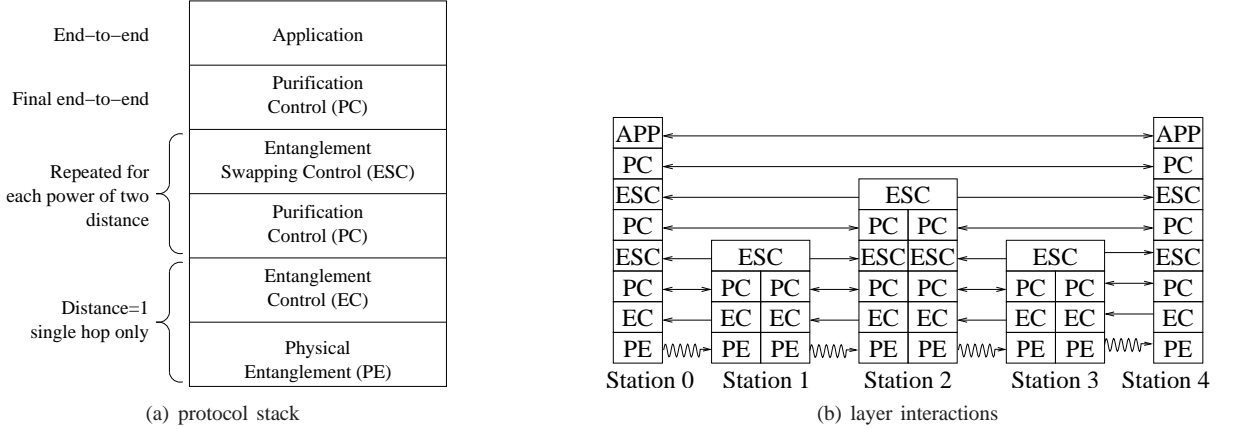 End−to−end
Application
Final end−to−end
Purification
Control (PC)
Repeated for
each power of two
distance
Entanglement
Swapping Control (ESC)
Purification
Control (PC)
Distance=1
single hop only
Entanglement
Control (EC)
Physical
Entanglement (PE)
(a) protocol stack
APP APP
PC PC
ESC ESC ESC
PC PC PC PC
ESC ESC ESC ESC ESC ESC
PC PC PC PC PC PC PC PC
EC EC EC EC EC EC EC EC
PE PE PE PE PE PE PE PE
Station 0 Station 1 Station 2 Station 3 Station 4
(b) layer interactions